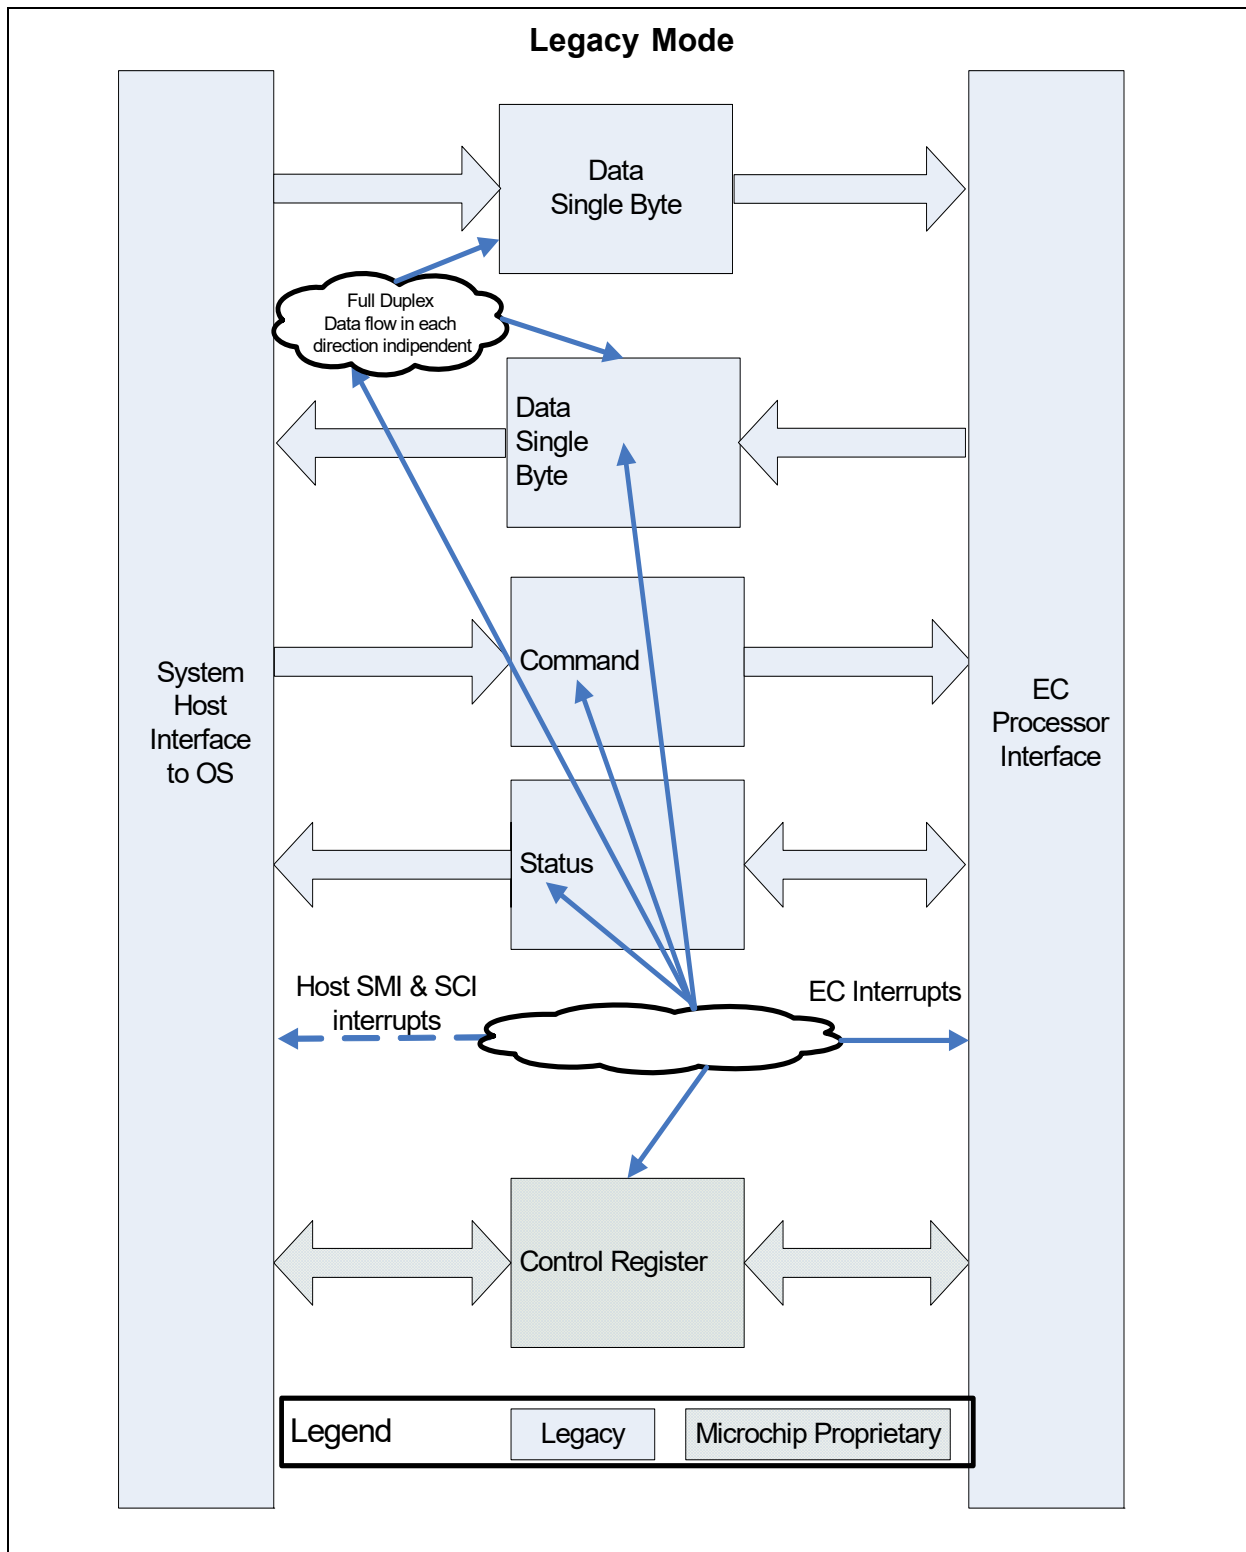 Legacy Mode
Data
Single Byte
Full Duplex
Data flow in each
direction indipendent
Data
Single
Byte
Command
System
Host
Interface
to OS
EC
Processor
Interface
Status
Host SMI & SCI
interrupts
EC Interrupts
Control Register
Legend
Legacy
Microchip Proprietary